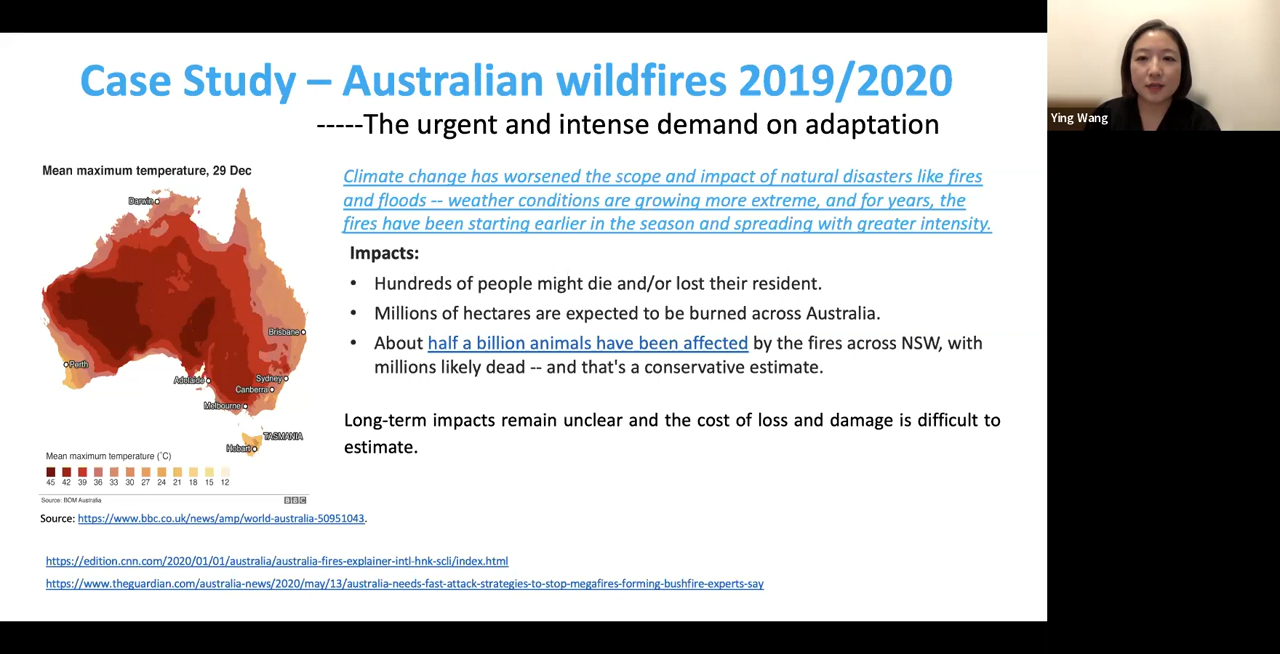 Case Study – Australian wildfires 2019/2020
-----The urgent and intense demand on adaptation
Ying Wang
Mean maximum temperature, 29 Dec
Darwin
Brisbane
Perth
Adelaide
Sydney
Canberra
Melbourne
TASMANIA
Hobart
Mean maximum temperature (°C)
45 42 39 36 33 30 27 24 21 18 15 12
Source: BOM Australia
BBC
Source: https://www.bbc.co.uk/news/amp/world-australia-50951043.
Climate change has worsened the scope and impact of natural disasters like fires
and floods -- weather conditions are growing more extreme, and for years, the
fires have been starting earlier in the season and spreading with greater intensity.
Impacts:
• Hundreds of people might die and/or lost their resident.
• Millions of hectares are expected to be burned across Australia.
• About half a billion animals have been affected by the fires across NSW, with
millions likely dead -- and that's a conservative estimate.
Long-term impacts remain unclear and the cost of loss and damage is difficult to
estimate.
https://edition.cnn.com/2020/01/01/australia/australia-fires-explainer-intl-hnk-scli/index.html
https://www.theguardian.com/australia-news/2020/may/13/australia-needs-fast-attack-strategies-to-stop-megafires-forming-bushfire-experts-say